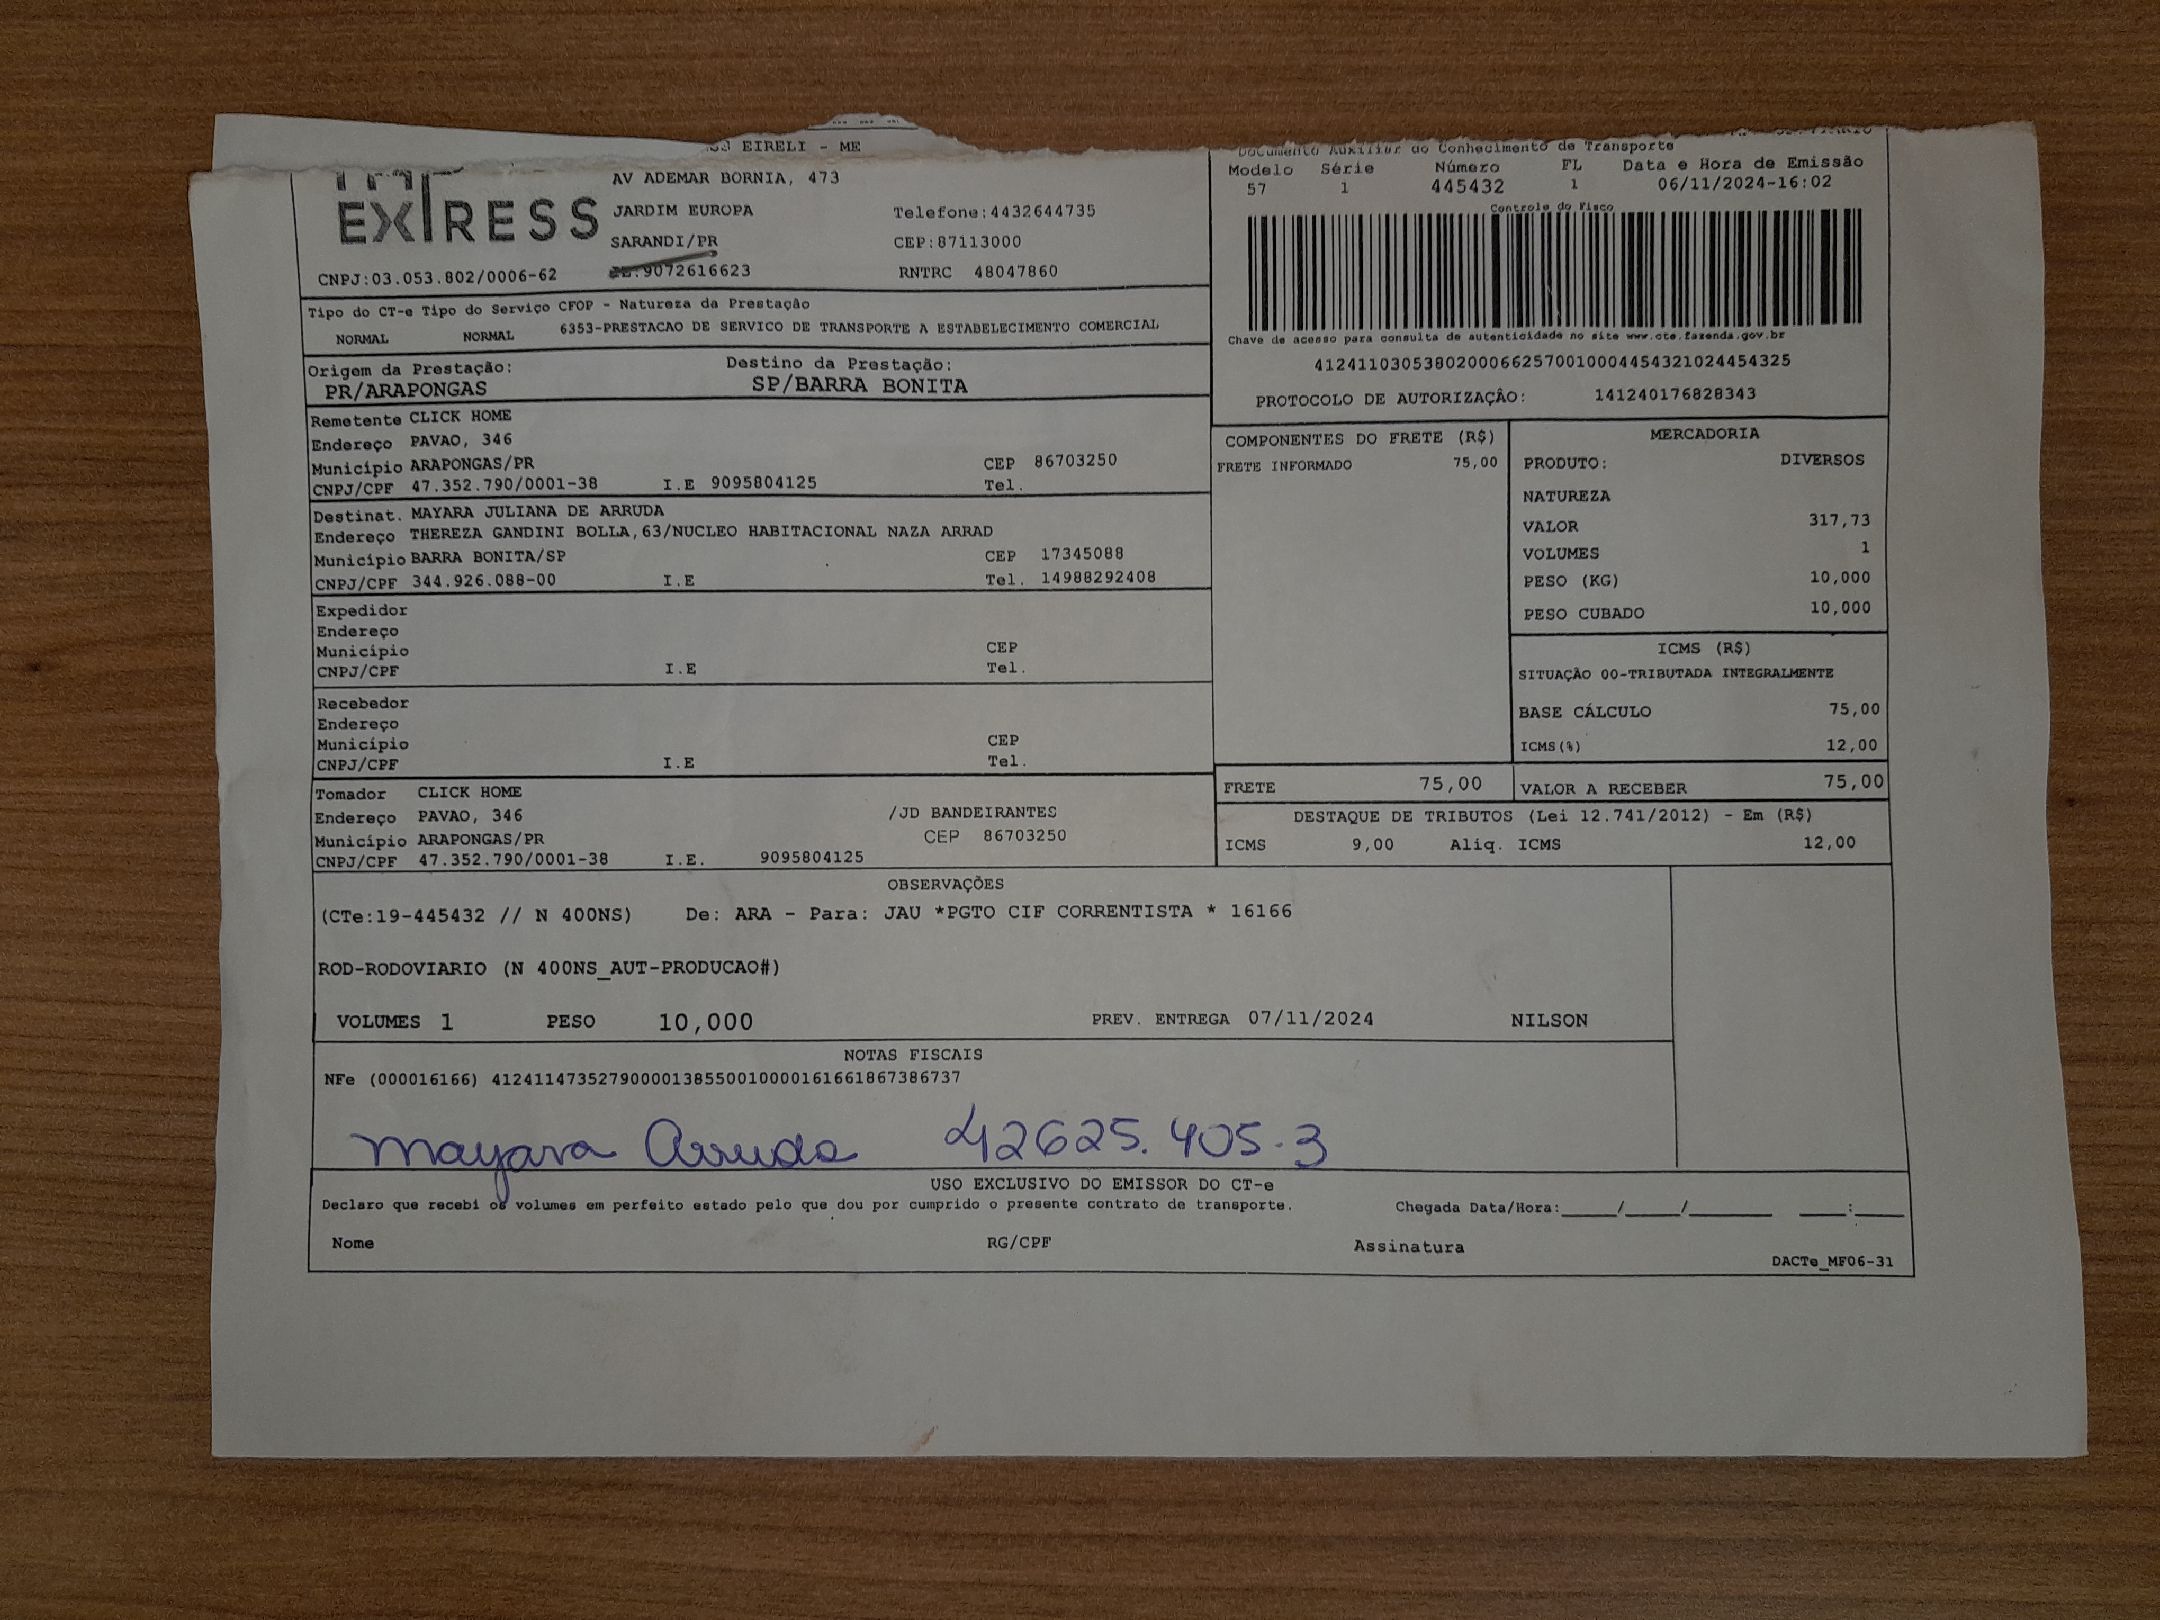 EIRELI - ME
EXPRESS
AV ADEMAR BORNIA, 473
JARDIM EUROPA
Telefone:4432644735
SARANDI/PR
CEP:87113000
CNPJ:03.053.802/0006-62
9072616623
RNTRC 48047860
Documento Auxiliar do Conhecimento de Transporte
Modelo Série Número FL Data e Hora de Emissão
57 1 445432 1 06/11/2024-16:02
Controle do Fisco
Chave de acesso para consulta de autenticidade no site www.cte.fazenda.gov.br
41241103053802000662570010004454321024454325
PROTOCOLO DE AUTORIZAÇÂO: 141240176828343
Tipo do CT-e Tipo do Serviço CFOP - Natureza da Prestação
NORMAL NORMAL 6353-PRESTACAO DE SERVICO DE TRANSPORTE A ESTABELECIMENTO COMERCIAL
Origem da Prestação: Destino da Prestação:
PR/ARAPONGAS SP/BARRA BONITA
Remetente CLICK HOME
Endereço PAVAO, 346
Município ARAPONGAS/PR CEP 86703250
CNPJ/CPF 47.352.790/0001-38 I.E 9095804125 Tel.
Destinat. MAYARA JULIANA DE ARRUDA
Endereço THEREZA GANDINI BOLLA,63/NUCLEO HABITACIONAL NAZA ARRAD
Município BARRA BONITA/SP CEP 17345088
CNPJ/CPF 344.926.088-00 I.E Tel. 14988292408
Expedidor
Endereço
Município CEP
CNPJ/CPF I.E Tel.
Recebedor
Endereço
Município CEP
CNPJ/CPF I.E Tel.
Tomador CLICK HOME
Endereço PAVAO, 346 /JD BANDEIRANTES
Município ARAPONGAS/PR CEP 86703250
CNPJ/CPF 47.352.790/0001-38 I.E. 9095804125
COMPONENTES DO FRETE (R$)
FRETE INFORMADO 75,00
MERCADORIA
PRODUTO: DIVERSOS
NATUREZA
VALOR 317,73
VOLUMES 1
PESO (KG) 10,000
PESO CUBADO 10,000
ICMS (R$)
SITUAÇÃO 00-TRIBUTADA INTEGRALMENTE
BASE CÁLCULO 75,00
ICMS(%) 12,00
FRETE 75,00 VALOR A RECEBER 75,00
DESTAQUE DE TRIBUTOS (Lei 12.741/2012) - Em (R$)
ICMS 9,00 Aliq. ICMS 12,00
OBSERVAÇÕES
(CTe:19-445432 // N 400NS) De: ARA - Para: JAU *PGTO CIF CORRENTISTA * 16166
ROD-RODOVIARIO (N 400NS_AUT-PRODUCAO#)
VOLUMES 1 PESO 10,000 PREV. ENTREGA 07/11/2024 NILSON
NOTAS FISCAIS
NFe (000016166) 41241147352790000138550010000161661867386737
Mayara Arruda 42625.405-3
USO EXCLUSIVO DO EMISSOR DO CT-e
Declaro que recebi os volumes em perfeito estado pelo que dou por cumprido o presente contrato de transporte. Chegada Data/Hora:____/____/______ ___:___
Nome RG/CPF Assinatura
DACTe_MF06-31